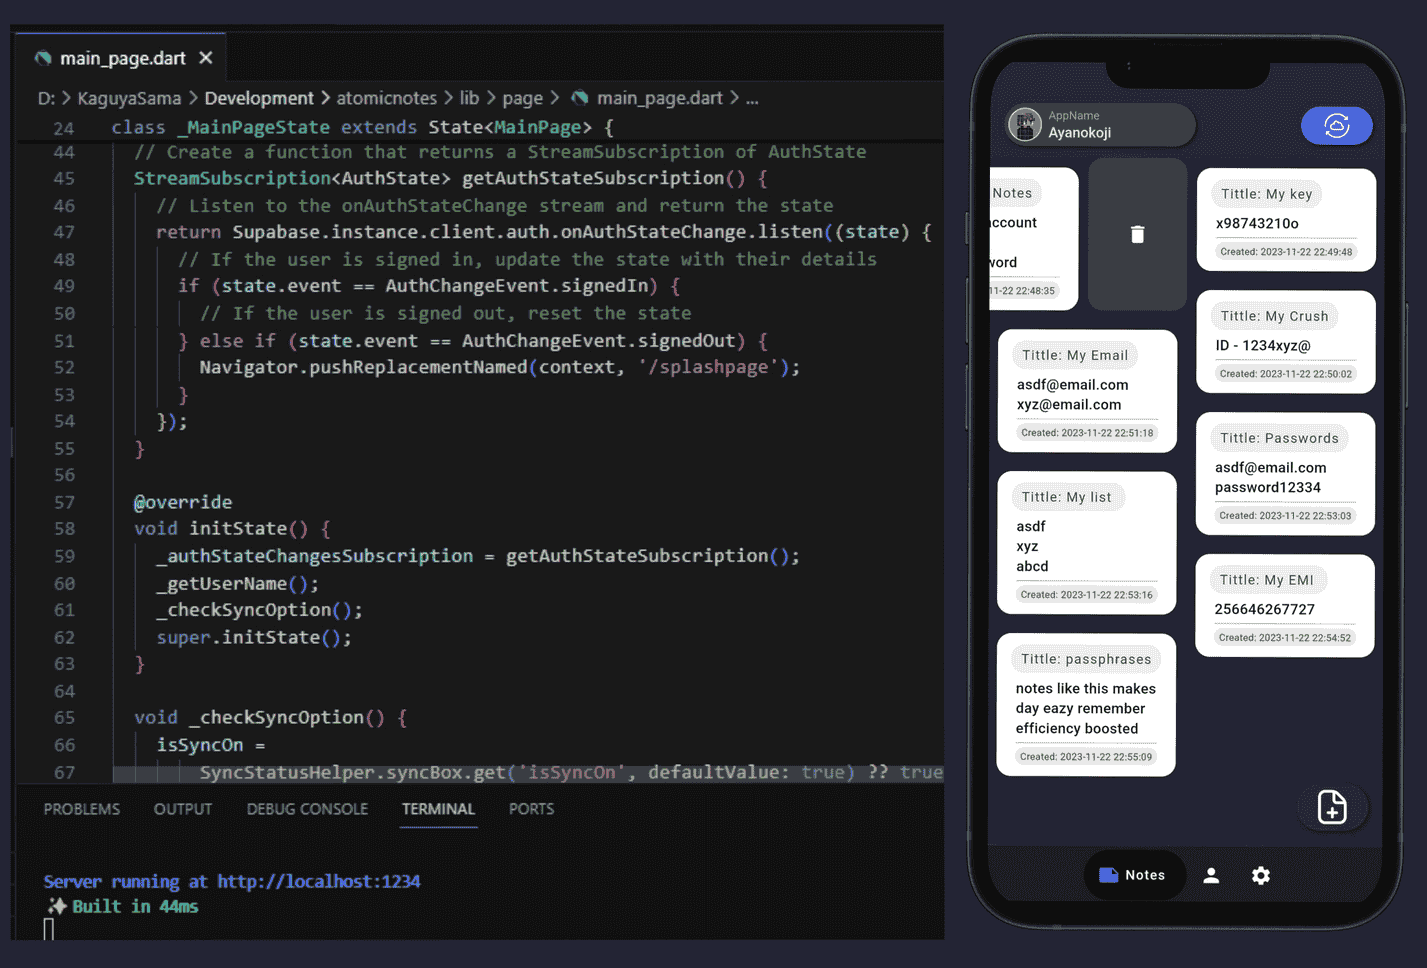 main_page.dart
D: > KaguyaSama > Development > atomicnotes > lib > page > main_page.dart > ...
24 class _MainPageState extends State<MainPage> {
44 // Create a function that returns a StreamSubscription of AuthState
45 StreamSubscription<AuthState> getAuthStateSubscription() {
46 // Listen to the onAuthStateChange stream and return the state
47 return Supabase.instance.client.auth.onAuthStateChange.listen((state) {
48 // If the user is signed in, update the state with their details
49 if (state.event == AuthChangeEvent.signedIn) {
50 // If the user is signed out, reset the state
51 } else if (state.event == AuthChangeEvent.signedOut) {
52 Navigator.pushReplacementNamed(context, '/splashpage');
53 }
54 });
55 }
56
57 @override
58 void initState() {
59 _authStateChangesSubscription = getAuthStateSubscription();
60 _getUserName();
61 _checkSyncOption();
62 super.initState();
63 }
64
65 void _checkSyncOption() {
66 isSyncOn =
67 SyncStatusHelper.syncBox.get('isSyncOn', defaultValue: true) ?? true
PROBLEMS OUTPUT DEBUG CONSOLE TERMINAL PORTS
Server running at http://localhost:1234
Built in 44ms
AppName
Ayanokoji
Notes
ccount
word
11-22 22:48:35
Tittle: My Email
asdf@email.com
xyz@email.com
Created: 2023-11-22 22:51:18
Tittle: My list
asdf
xyz
abcd
Created: 2023-11-22 22:53:16
Tittle: passphrases
notes like this makes
day eazy remember
efficiency boosted
Created: 2023-11-22 22:55:09
Tittle: My key
x98743210o
Created: 2023-11-22 22:49:48
Tittle: My Crush
ID - 1234xyz@
Created: 2023-11-22 22:50:02
Tittle: Passwords
asdf@email.com
password12334
Created: 2023-11-22 22:53:03
Tittle: My EMI
256646267727
Created: 2023-11-22 22:54:52
Notes